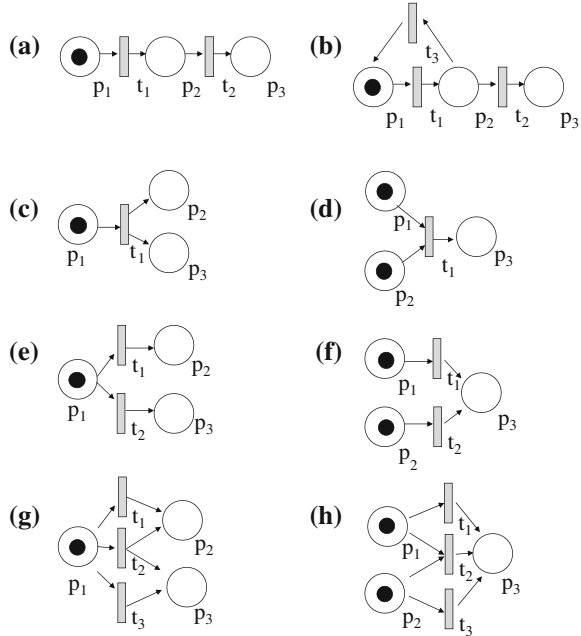 (a)
p1 t1 p2 t2 p3
(b)
t3
p1 t1 p2 t2 p3
(c)
p1 t1 p2
p3
(d)
p1
p2 t1 p3
(e)
p1 t1 p2
t2 p3
(f)
p1 t1
p2 t2 p3
(g)
p1 t1 p2
t2
t3 p3
(h)
p1 t1
t2 p3
p2 t3